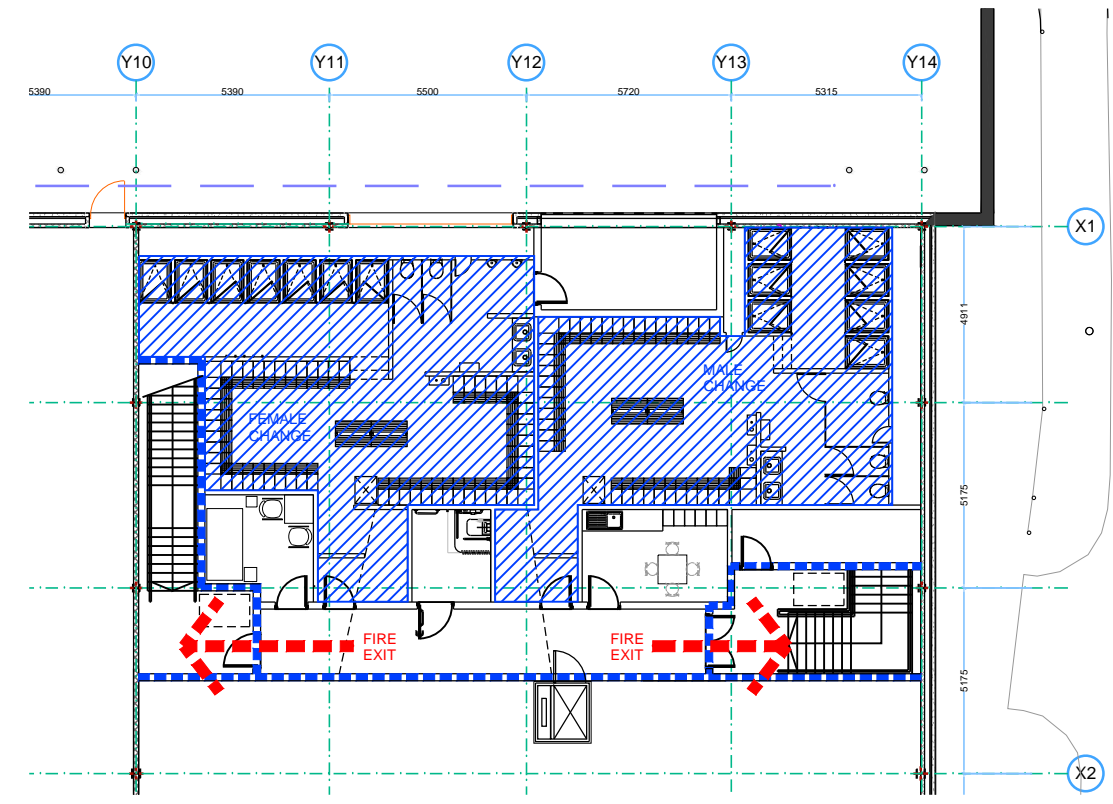 Y10 Y11 Y12 Y13 Y14
5390 5390 5500 5720 5315
X1
4911
MALE
CHANGE
FEMALE
CHANGE
5175
FIRE
EXIT
FIRE
EXIT
5175
X2